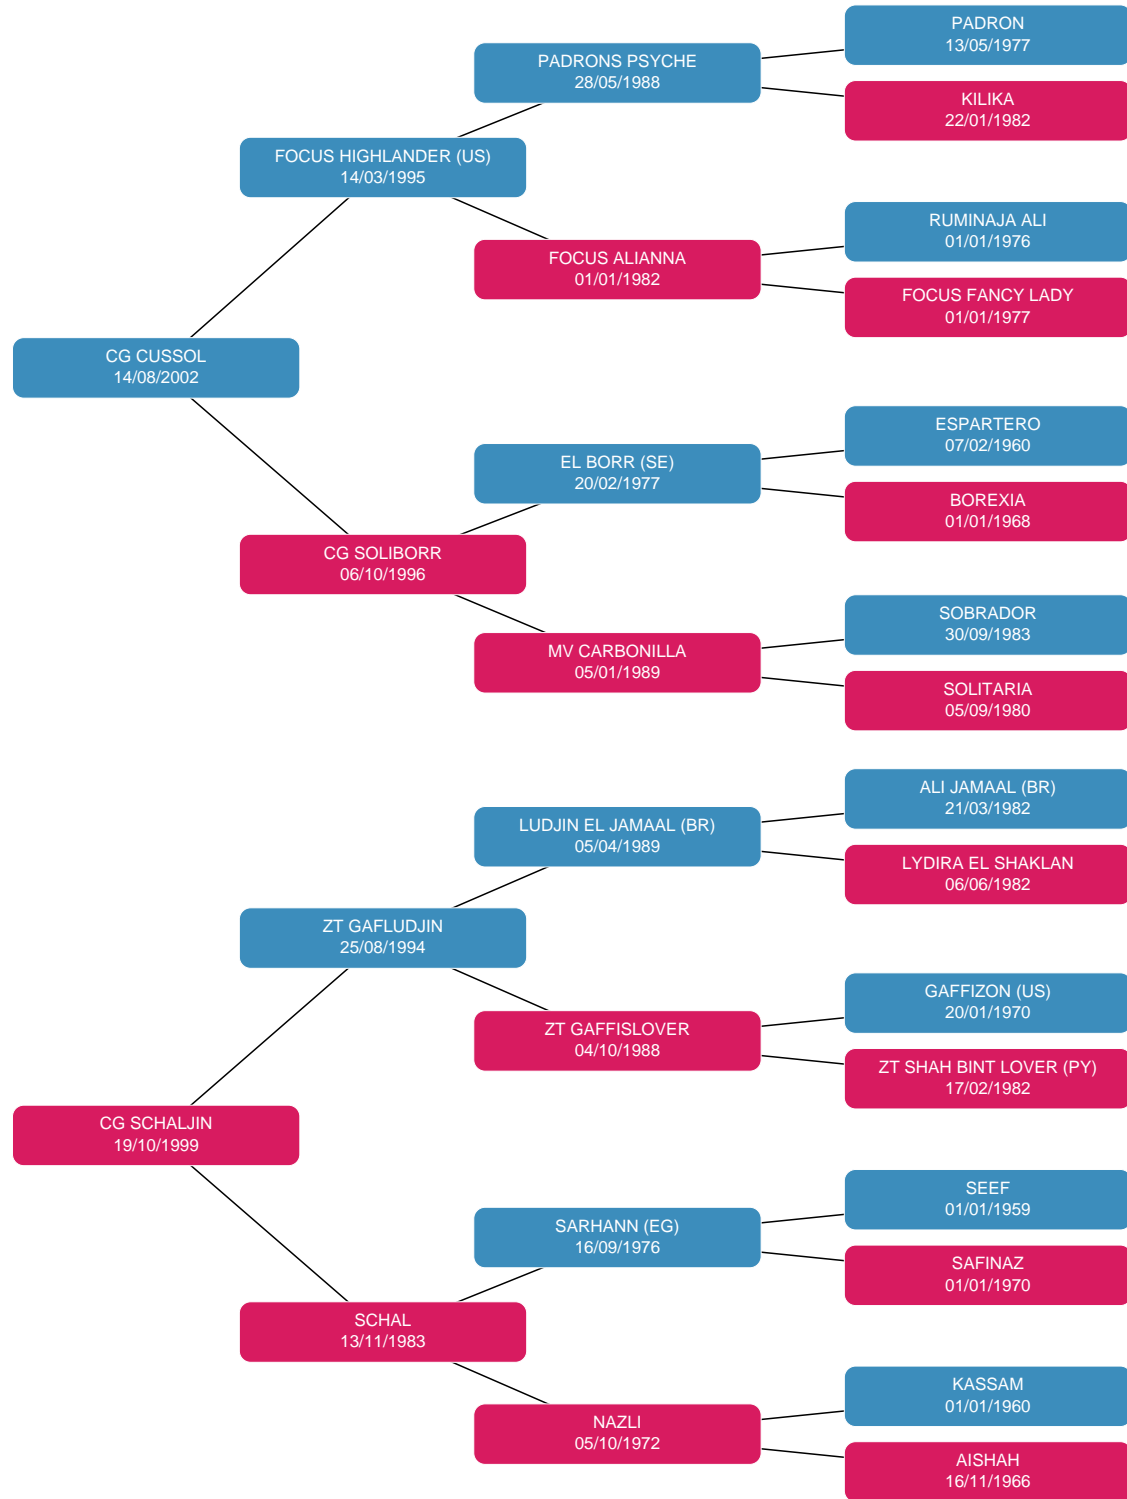 PADRON
13/05/1977
PADRONS PSYCHE
28/05/1988
KILIKA
22/01/1982
FOCUS HIGHLANDER (US)
14/03/1995
RUMINAJA ALI
01/01/1976
FOCUS ALIANNA
01/01/1982
FOCUS FANCY LADY
01/01/1977
CG CUSSOL
14/08/2002
ESPARTERO
07/02/1960
EL BORR (SE)
20/02/1977
BOREXIA
01/01/1968
CG SOLIBORR
06/10/1996
SOBRADOR
30/09/1983
MV CARBONILLA
05/01/1989
SOLITARIA
05/09/1980
ALI JAMAAL (BR)
21/03/1982
LUDJIN EL JAMAAL (BR)
05/04/1989
LYDIRA EL SHAKLAN
06/06/1982
ZT GAFLUDJIN
25/08/1994
GAFFIZON (US)
20/01/1970
ZT GAFFISLOVER
04/10/1988
ZT SHAH BINT LOVER (PY)
17/02/1982
CG SCHALJIN
19/10/1999
SEEF
01/01/1959
SARHANN (EG)
16/09/1976
SAFINAZ
01/01/1970
SCHAL
13/11/1983
KASSAM
01/01/1960
NAZLI
05/10/1972
AISHAH
16/11/1966